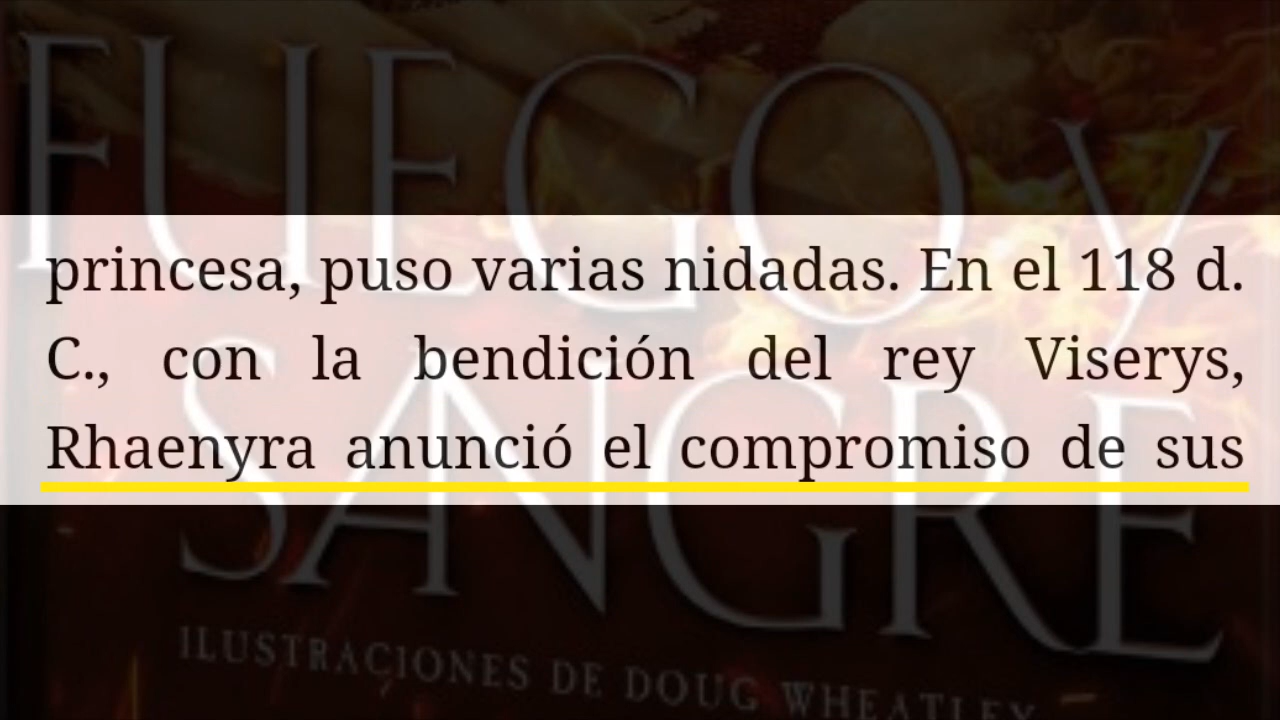 FUEGO Y
princesa, puso varias nidadas. En el 118 d.
C., con la bendición del rey Viserys,
Rhaenyra anunció el compromiso de sus
SANGRE
ILUSTRACIONES DE DOUG WHEATLEY